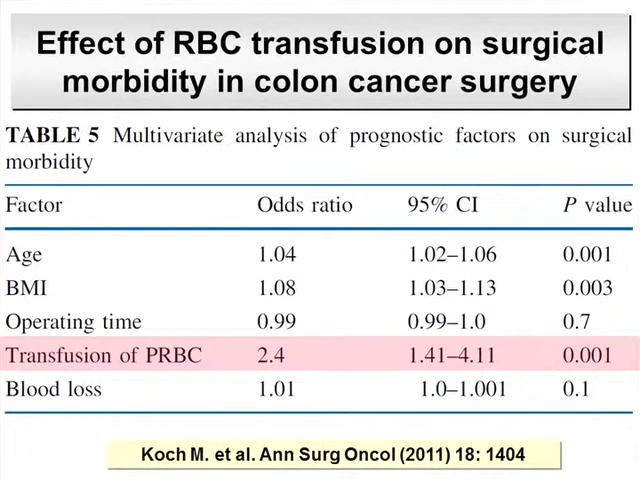 Effect of RBC transfusion on surgical
morbidity in colon cancer surgery
TABLE 5 Multivariate analysis of prognostic factors on surgical
morbidity
Factor Odds ratio 95% CI P value
Age 1.04 1.02–1.06 0.001
BMI 1.08 1.03–1.13 0.003
Operating time 0.99 0.99–1.0 0.7
Transfusion of PRBC 2.4 1.41–4.11 0.001
Blood loss 1.01 1.0–1.001 0.1
Koch M. et al. Ann Surg Oncol (2011) 18: 1404